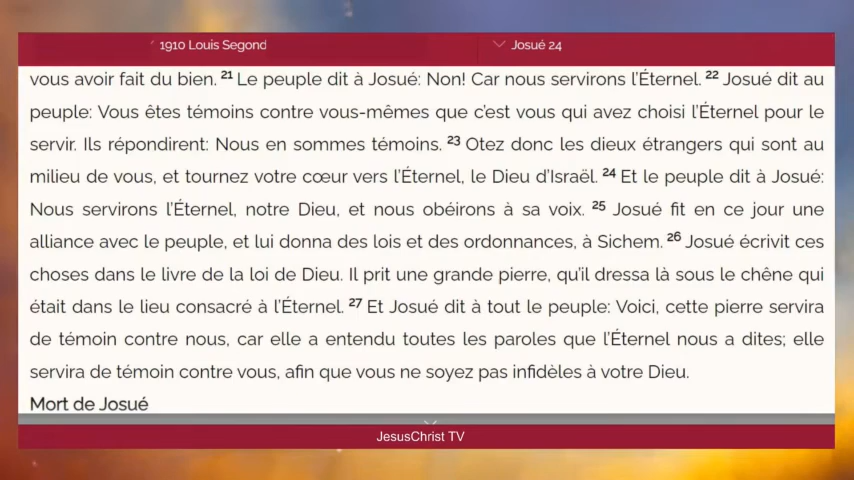 1910 Louis Segond
Josué 24
vous avoir fait du bien. 21 Le peuple dit à Josué: Non! Car nous servirons l'Éternel. 22 Josué dit au
peuple: Vous êtes témoins contre vous-mêmes que c'est vous qui avez choisi l'Éternel pour le
servir. Ils répondirent: Nous en sommes témoins. 23 Otez donc les dieux étrangers qui sont au
milieu de vous, et tournez votre cœur vers l'Éternel, le Dieu d'Israël. 24 Et le peuple dit à Josué:
Nous servirons l'Éternel, notre Dieu, et nous obéirons à sa voix. 25 Josué fit en ce jour une
alliance avec le peuple, et lui donna des lois et des ordonnances, à Sichem. 26 Josué écrivit ces
choses dans le livre de la loi de Dieu. Il prit une grande pierre, qu'il dressa là sous le chêne qui
était dans le lieu consacré à l'Éternel. 27 Et Josué dit à tout le peuple: Voici, cette pierre servira
de témoin contre nous, car elle a entendu toutes les paroles que l'Éternel nous a dites; elle
servira de témoin contre vous, afin que vous ne soyez pas infidèles à votre Dieu.
Mort de Josué
JesusChrist TV